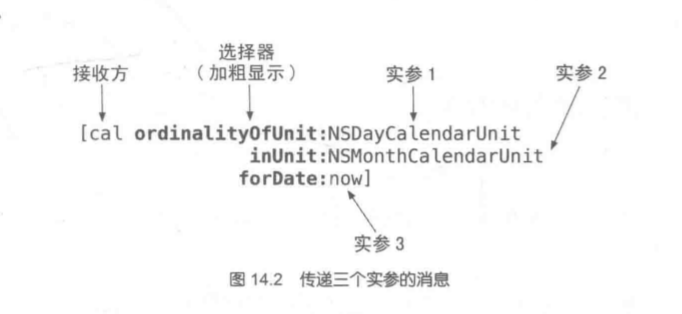 选择器
接收方 （加粗显示） 实参 1 实参 2
[cal ordinalityOfUnit:NSDayCalendarUnit
inUnit:NSMonthCalendarUnit
forDate:now]
实参 3
图 14.2 传递三个实参的消息